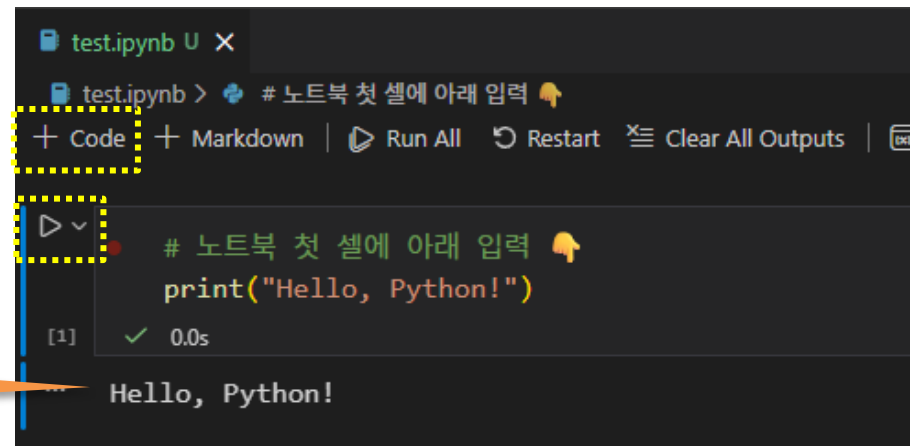 test.ipynb U ×
test.ipynb > # 노트북 첫 셀에 아래 입력 👇
+ Code + Markdown | Run All Restart Clear All Outputs |
# 노트북 첫 셀에 아래 입력 👇
print("Hello, Python!")
[1] ✓ 0.0s
Hello, Python!